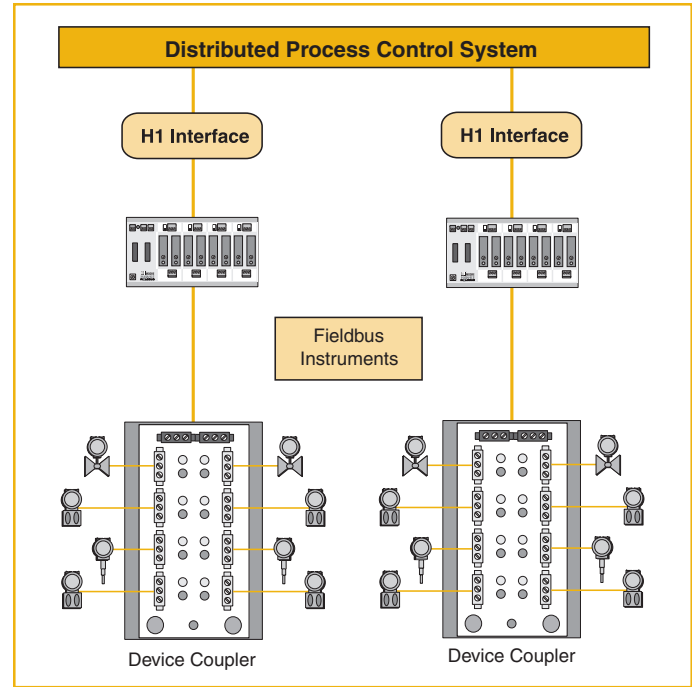 Distributed Process Control System
H1 Interface
H1 Interface
Fieldbus
Instruments
Device Coupler
Device Coupler